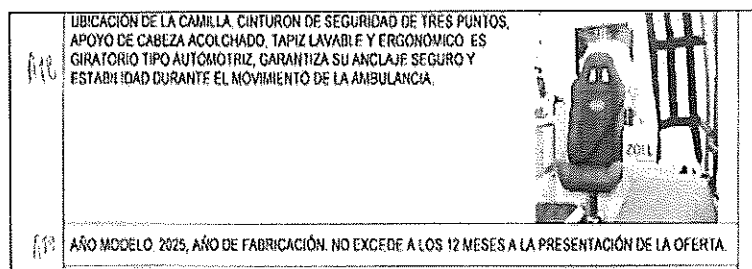 UBICACIÓN DE LA CAMILLA, CINTURON DE SEGURIDAD DE TRES PUNTOS,
APOYO DE CABEZA ACOLCHADO, TAPIZ LAVABLE Y ERGONOMICO ES
GIRATORIO TIPO AUTOMOTRIZ, GARANTIZA SU ANCLAJE SEGURO Y
ESTABILIDAD DURANTE EL MOVIMIENTO DE LA AMBULANCIA.
ZOLL
AÑO MODELO, 2025, AÑO DE FABRICACIÓN. NO EXCEDE A LOS 12 MESES A LA PRESENTACIÓN DE LA OFERTA.